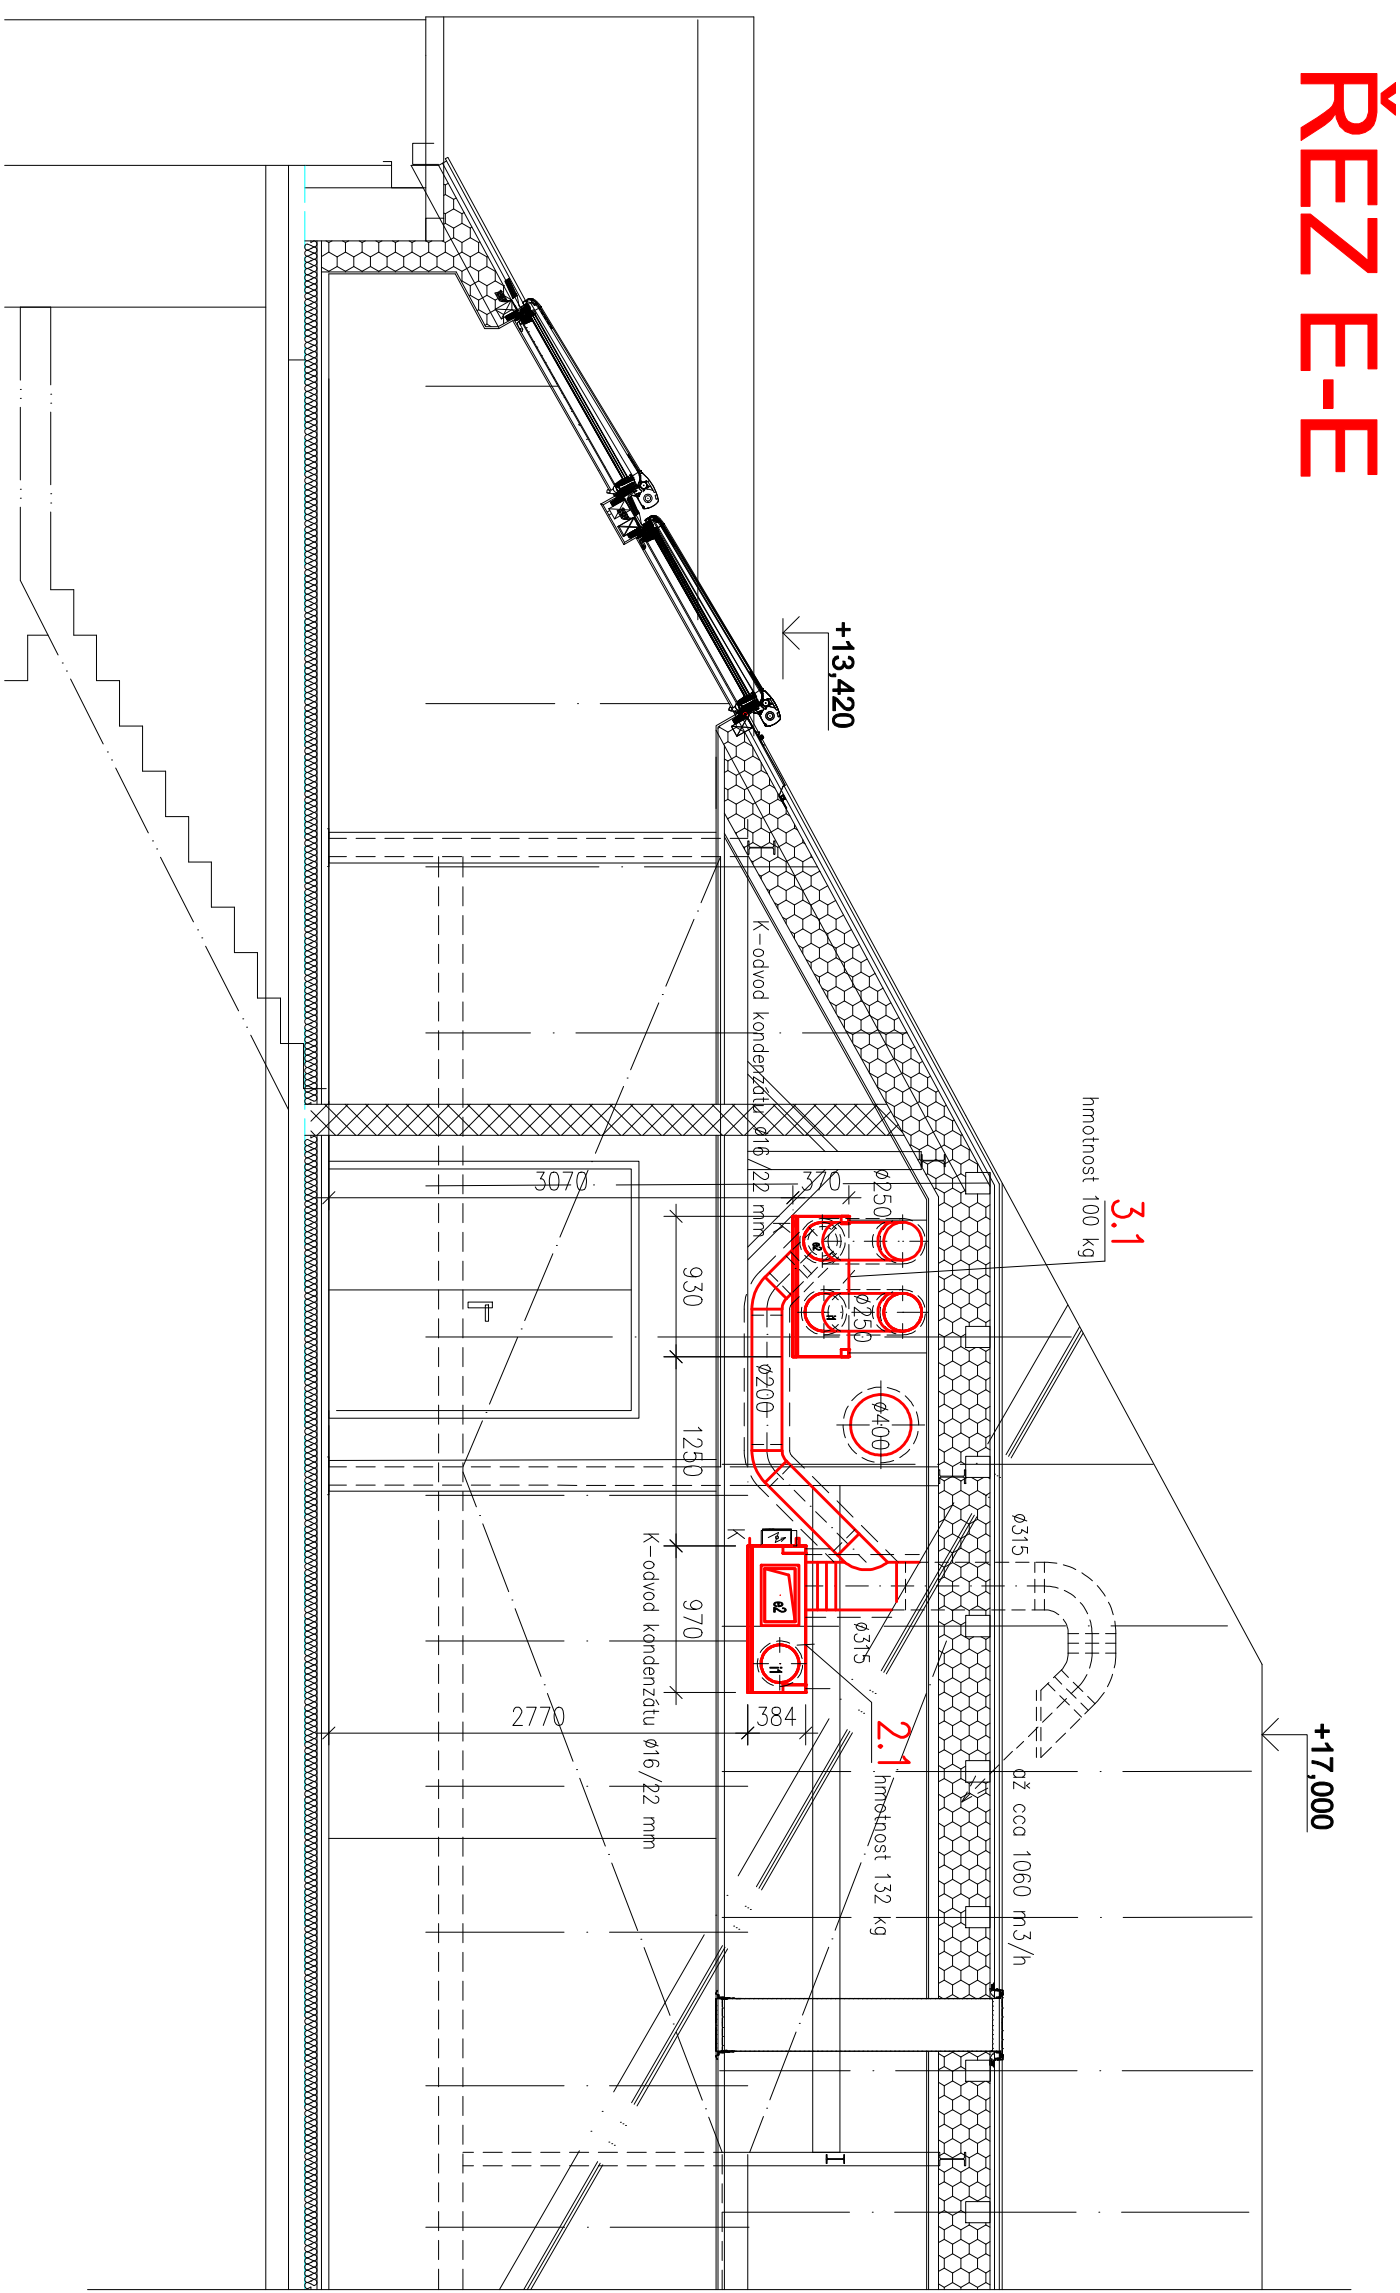 ŘEZ E-E
+13,420
+17,000
3.1
hmotnost 100 kg
K-odvod kondenzátu ø16/22 mm
3070
370
ø250
ø250
930
ø200
ø400
1250
ø315
K
e2
i1
970
ø315
K-odvod kondenzátu ø16/22 mm
2770
384
2.1
hmotnost 132 kg
až cca 1060 m3/h